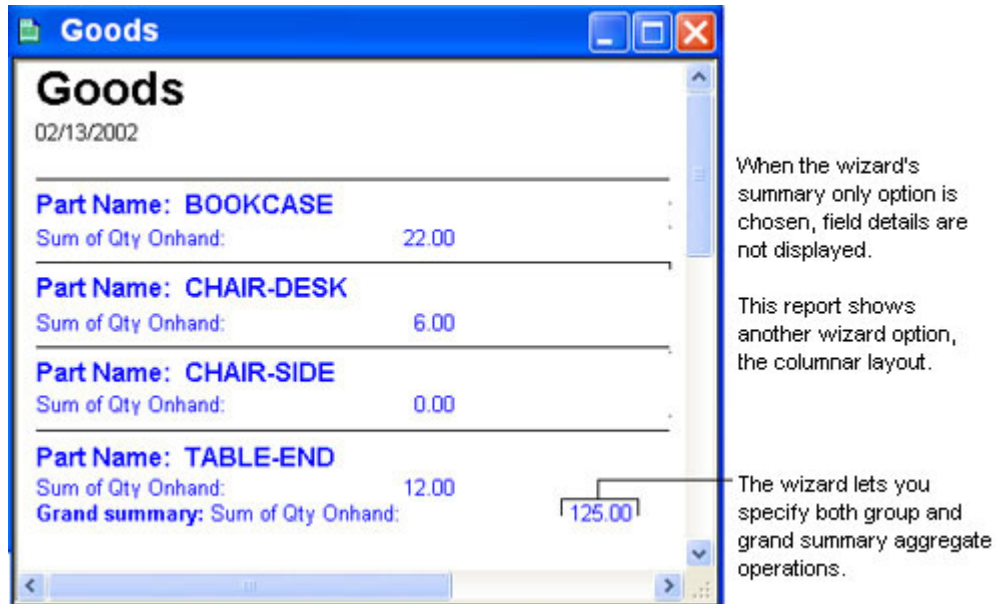 Goods
Goods
02/13/2002
Part Name: BOOKCASE
Sum of Qty Onhand: 22.00
Part Name: CHAIR-DESK
Sum of Qty Onhand: 6.00
Part Name: CHAIR-SIDE
Sum of Qty Onhand: 0.00
Part Name: TABLE-END
Sum of Qty Onhand: 12.00
Grand summary: Sum of Qty Onhand: 125.00
When the wizard's
summary only option is
chosen, field details are
not displayed.
This report shows
another wizard option,
the columnar layout.
The wizard lets you
specify both group and
grand summary aggregate
operations.